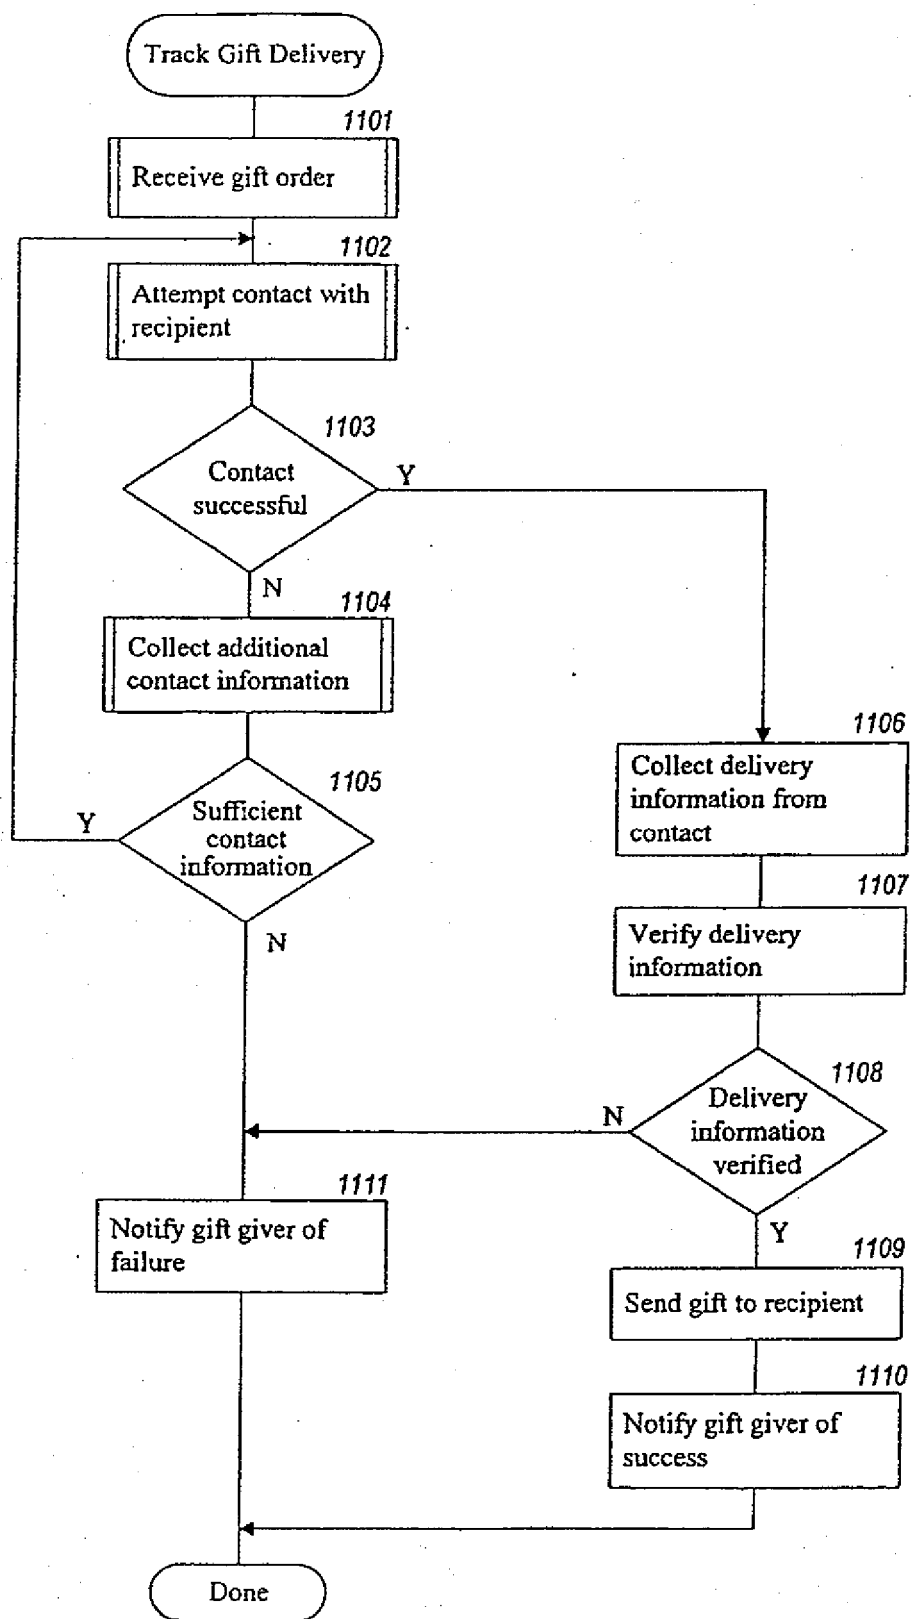 Track Gift Delivery
1101
Receive gift order
1102
Attempt contact with
recipient
1103
Contact
successful
Y
N
1104
Collect additional
contact information
1105
Sufficient
contact
information
Y
N
1106
Collect delivery
information from
contact
1107
Verify delivery
information
1108
Delivery
information
verified
N
Y
1109
Send gift to recipient
1110
Notify gift giver of
success
1111
Notify gift giver of
failure
Done